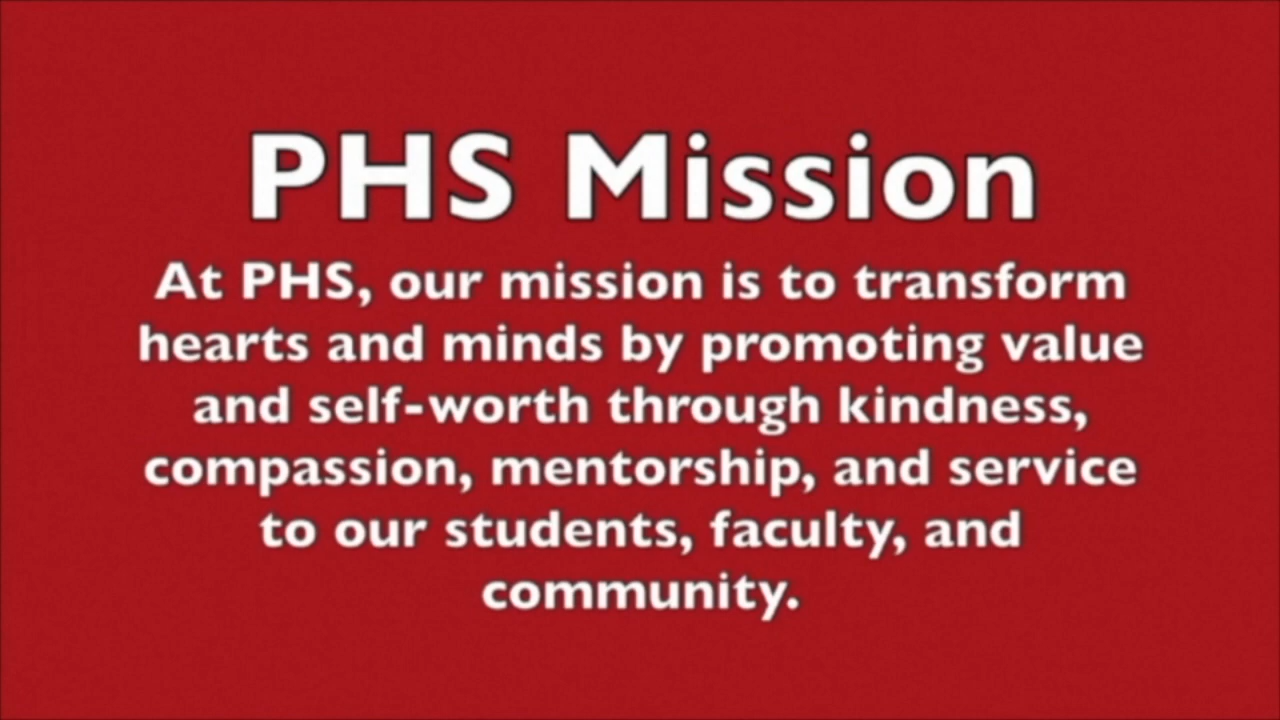 PHS Mission
At PHS, our mission is to transform
hearts and minds by promoting value
and self-worth through kindness,
compassion, mentorship, and service
to our students, faculty, and
community.